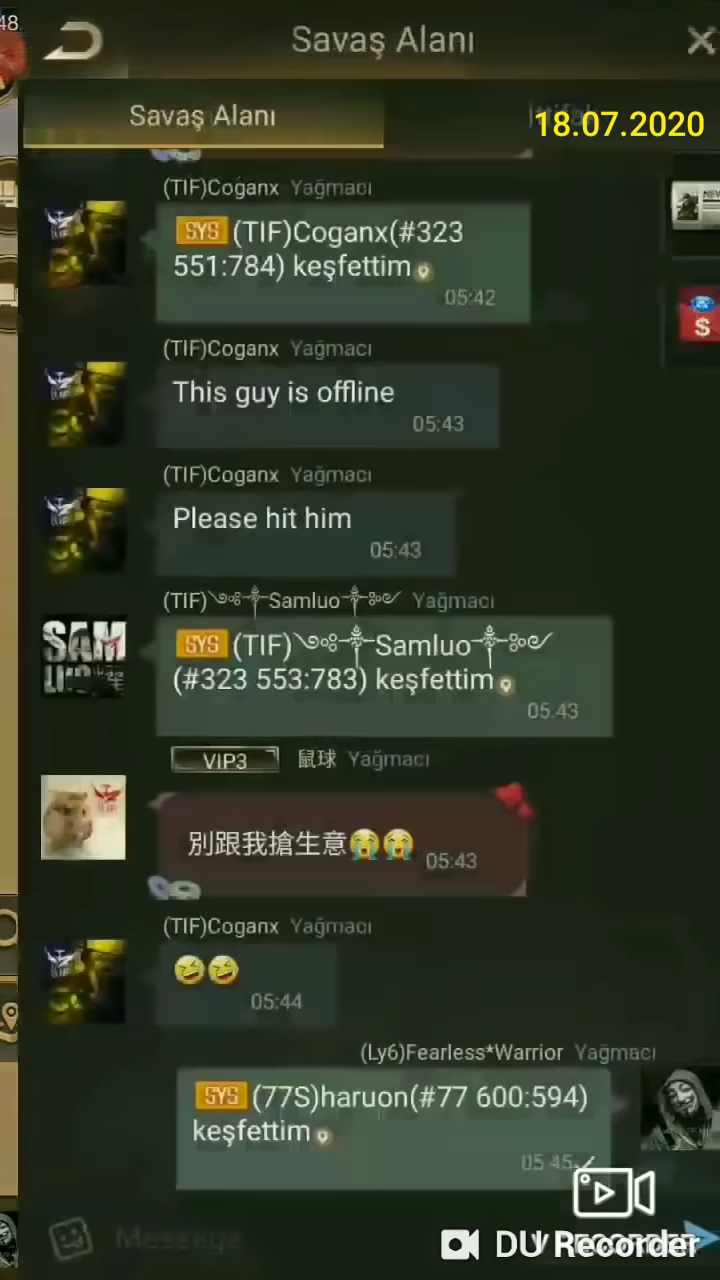 48
Savaş Alanı
Savaş Alanı
18.07.2020
(TIF)Coganx Yağmacı
SYS (TIF)Coganx(#323
551:784) keşfettim
05:42
(TIF)Coganx Yağmacı
This guy is offline
05:43
(TIF)Coganx Yağmacı
Please hit him
05:43
(TIF)༺༒Samluo༒༻ Yağmacı
SYS (TIF)༺༒Samluo༒༻
(#323 553:783) keşfettim
05:43
VIP3 鼠球 Yağmacı
別跟我搶生意😭😭 05:43
(TIF)Coganx Yağmacı
🤣🤣
05:44
(Ly6)Fearless*Warrior Yağmacı
SYS (77S)haruon(#77 600:594)
keşfettim
05:45
DU Recorder